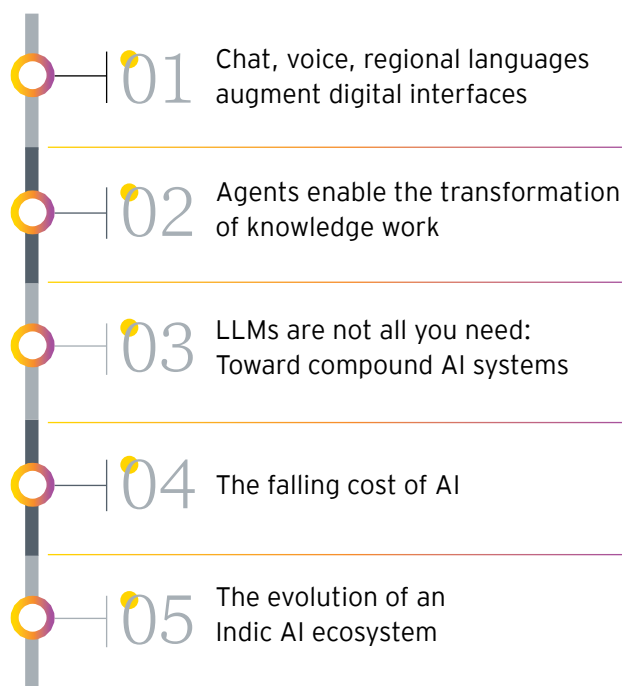 01
Chat, voice, regional languages
augment digital interfaces
02
Agents enable the transformation
of knowledge work
03
LLMs are not all you need:
Toward compound AI systems
04
The falling cost of AI
05
The evolution of an
Indic AI ecosystem